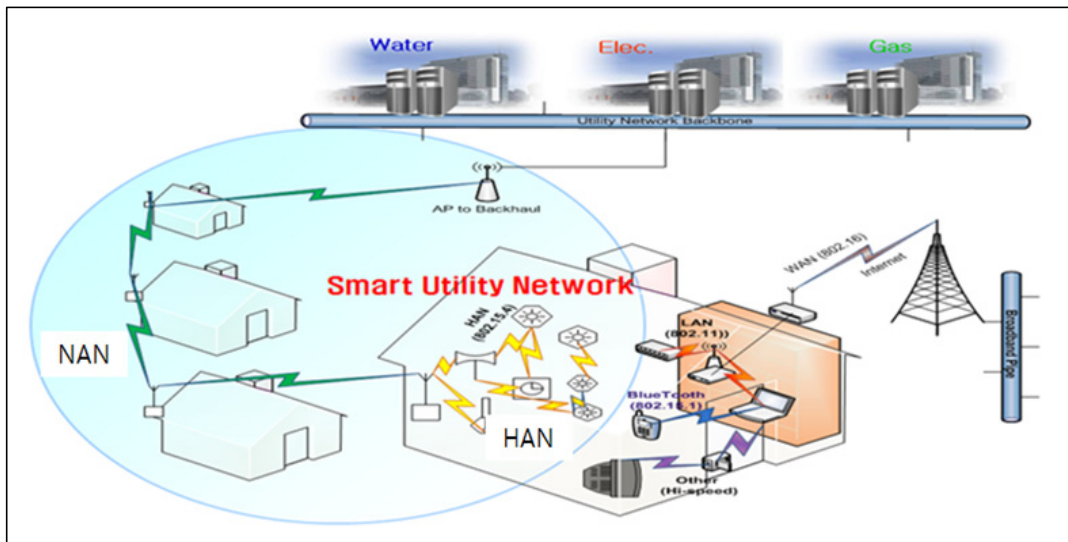 Water
Elec.
Gas
Utility Network Backbone
AP to Backhaul
WAN (802.16)
Internet
Smart Utility Network
HAN
(802.15.4)
LAN
(802.11))
Broadband Pipe
NAN
BlueTooth
(802.15.1)
HAN
Other
(Hi-speed)